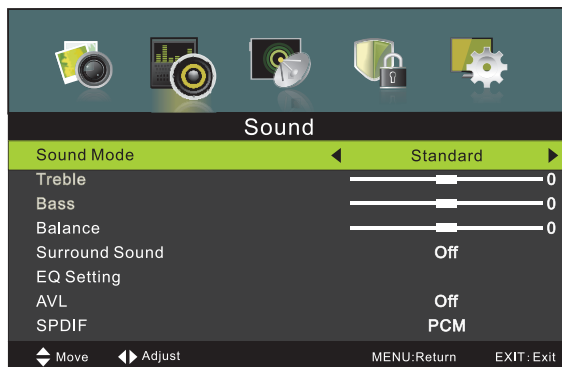 Sound
Sound Mode Standard
Treble 0
Bass 0
Balance 0
Surround Sound Off
EQ Setting
AVL Off
SPDIF PCM
Move Adjust MENU:Return EXIT:Exit